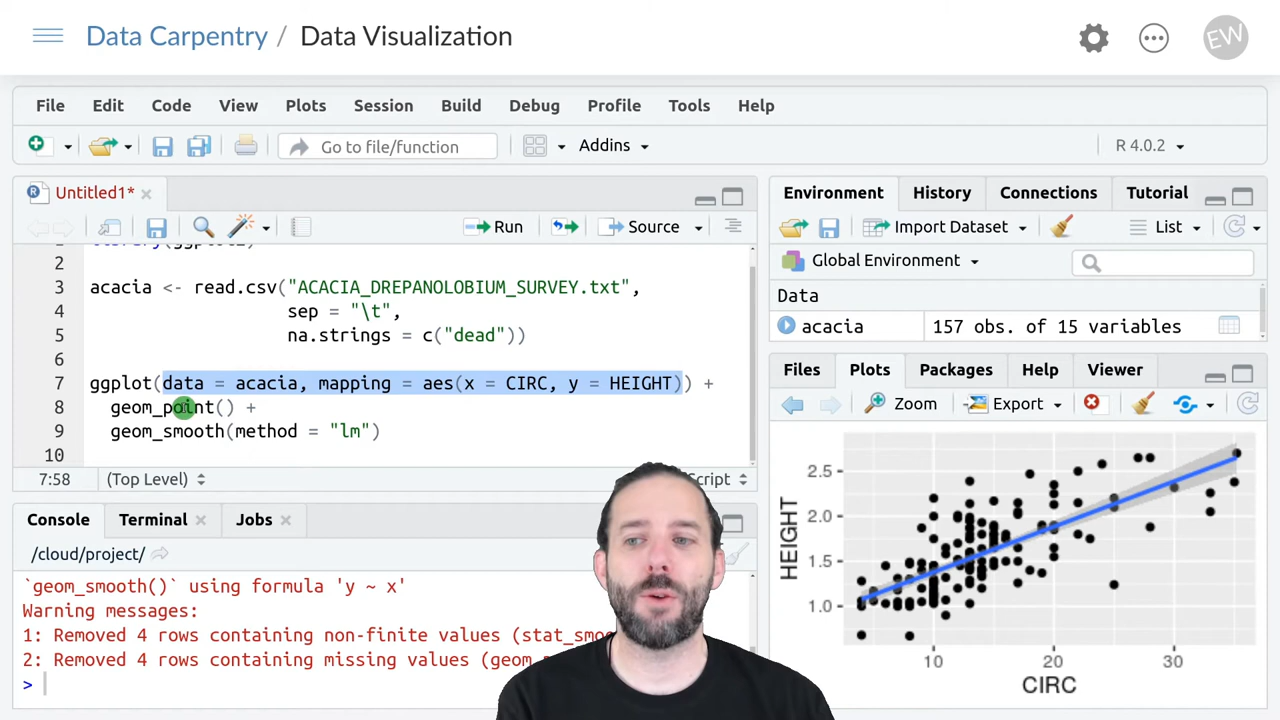 Data Carpentry / Data Visualization
EW
File Edit Code View Plots Session Build Debug Profile Tools Help
Go to file/function
Addins
R 4.0.2
Untitled1*
Run
Source
2
3 acacia <- read.csv("ACACIA_DREPANOLOBIUM_SURVEY.txt",
4 sep = "\t",
5 na.strings = c("dead"))
6
7 ggplot(data = acacia, mapping = aes(x = CIRC, y = HEIGHT)) +
8 geom_point() +
9 geom_smooth(method = "lm")
10
7:58 (Top Level) Script
Console Terminal Jobs
/cloud/project/
`geom_smooth()` using formula 'y ~ x'
Warning messages:
1: Removed 4 rows containing non-finite values
2: Removed 4 rows containing missing values
>
Environment History Connections Tutorial
Import Dataset
List
Global Environment
Data
acacia 157 obs. of 15 variables
Files Plots Packages Help Viewer
Zoom Export
HEIGHT
2.5
2.0
1.5
1.0
10 20 30
CIRC